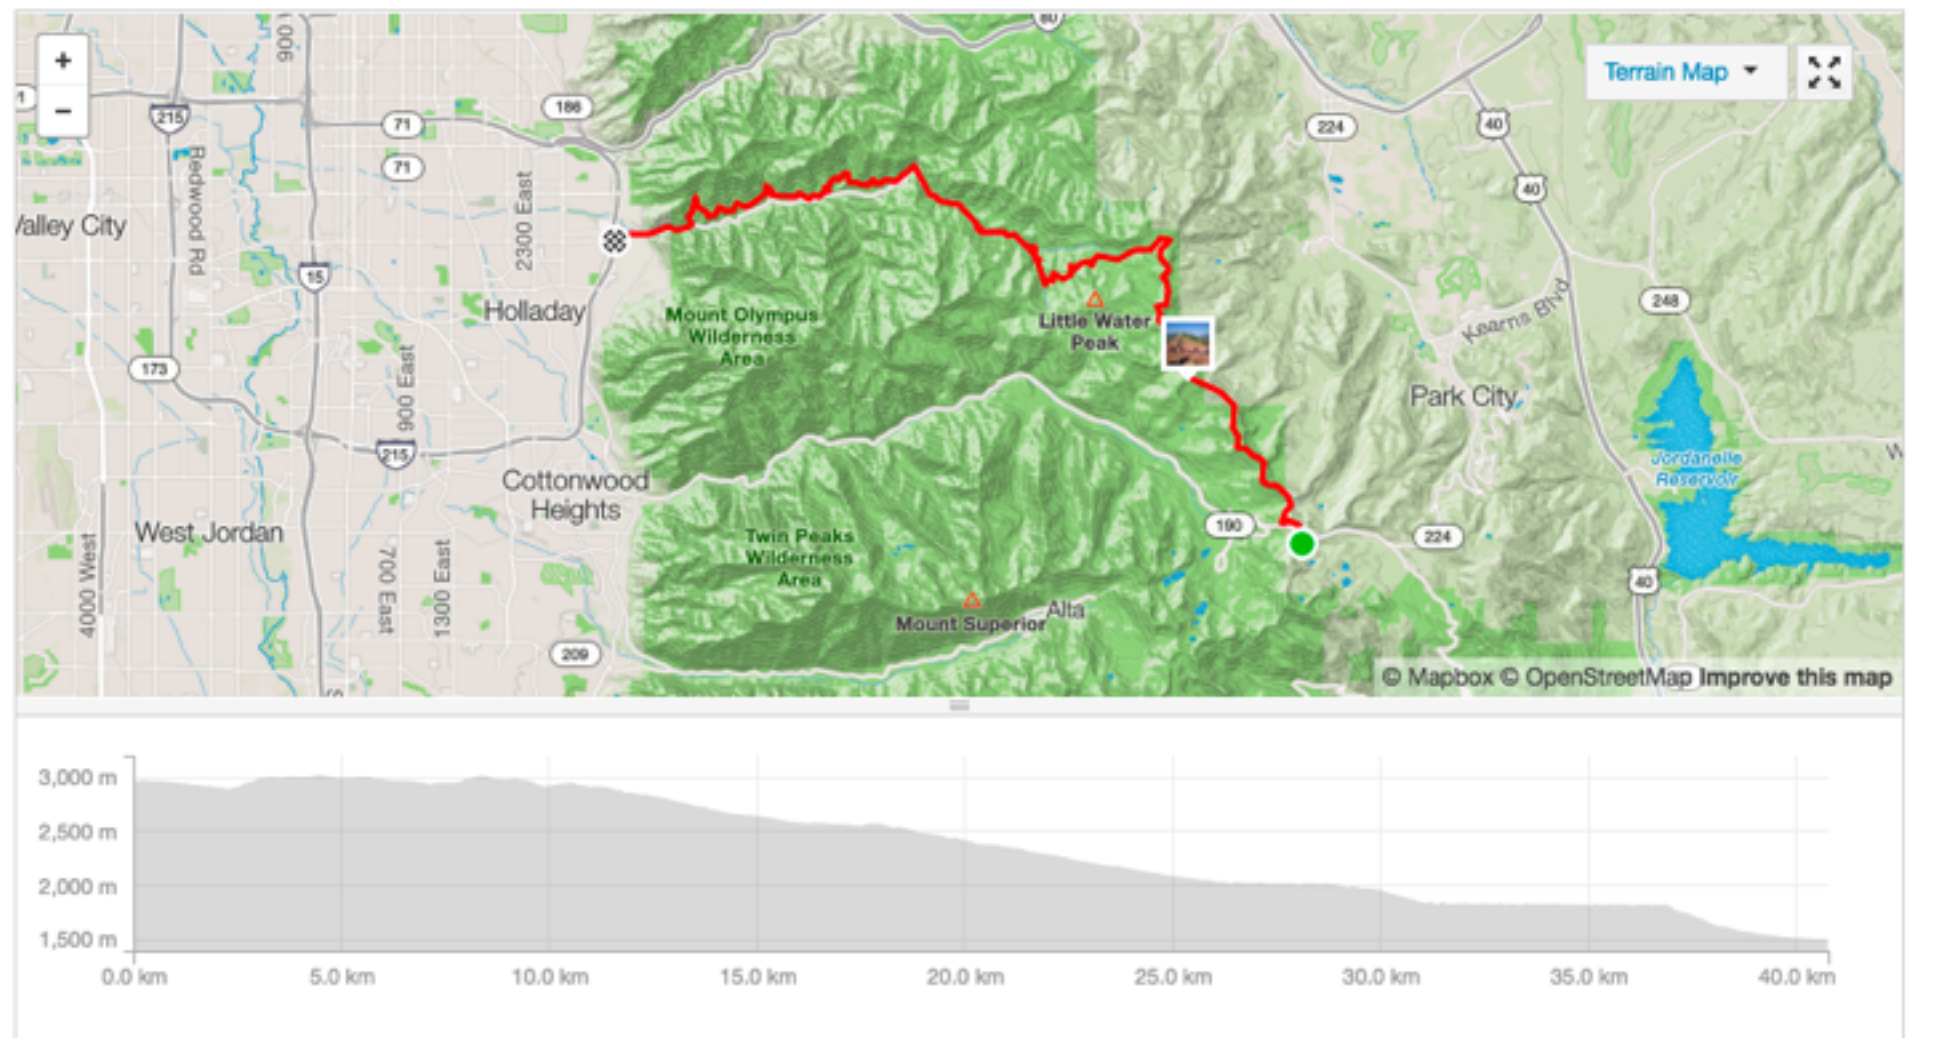 +
−
80
900
186
Terrain Map
1
215
71
224
40
71
Redwood Rd
2300 East
40
Valley City
15
Holladay
248
Mount Olympus
Wilderness
Area
Little Water
Peak
Kearns Blvd
173
900 East
Park City
215
Cottonwood
Heights
Jordanelle
Reservoir
W
West Jordan
190
224
Twin Peaks
Wilderness
Area
4000 West
700 East
1300 East
40
Alta
Mount Superior
209
S
© Mapbox © OpenStreetMap Improve this map
3,000 m
2,500 m
2,000 m
1,500 m
0.0 km 5.0 km 10.0 km 15.0 km 20.0 km 25.0 km 30.0 km 35.0 km 40.0 km